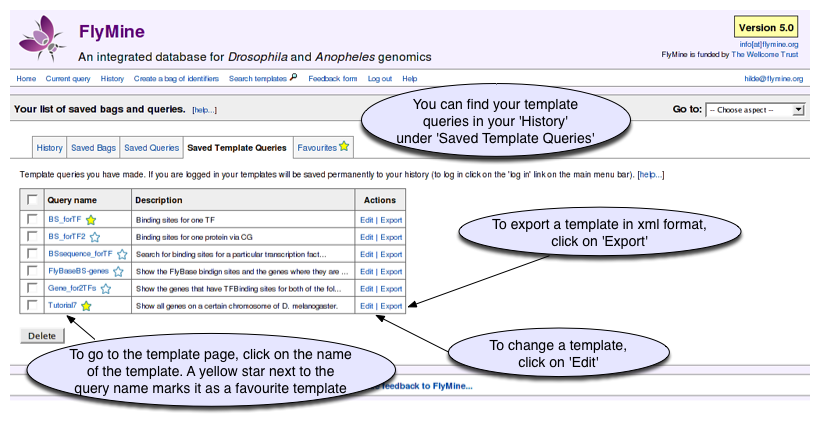 FlyMine
Version 5.0
An integrated database for Drosophila and Anopheles genomics
info[at]flymine.org
FlyMine is funded by The Wellcome Trust
Home Current query History Create a bag of identifiers Search templates Feedback form Log out Help hilde@flymine.org
Your list of saved bags and queries. [help...]
Go to: -- Choose aspect --
You can find your template
queries in your 'History'
under 'Saved Template Queries'
History Saved Bags Saved Queries Saved Template Queries Favourites
Template queries you have made. If you are logged in your templates will be saved permanently to your history (to log in click on the 'log in' link on the main menu bar). [help...]
Query name Description Actions
BS_forTF Binding sites for one TF Edit | Export
BS_forTF2 Binding sites for one protein via CG Edit | Export
BSsequence_forTF Search for binding sites for a particular transcription fact... Edit | Export
FlyBaseBS-genes Show the FlyBase bindign sites and the genes where they are ... Edit | Export
Gene_for2TFs Show the genes that have TFBinding sites for both of the fol... Edit | Export
Tutorial7 Show all genes on a certain chromosome of D. melanogaster. Edit | Export
To export a template in xml format,
click on 'Export'
Delete
To go to the template page, click on the name
of the template. A yellow star next to the
query name marks it as a favourite template
To change a template,
click on 'Edit'
feedback to FlyMine...